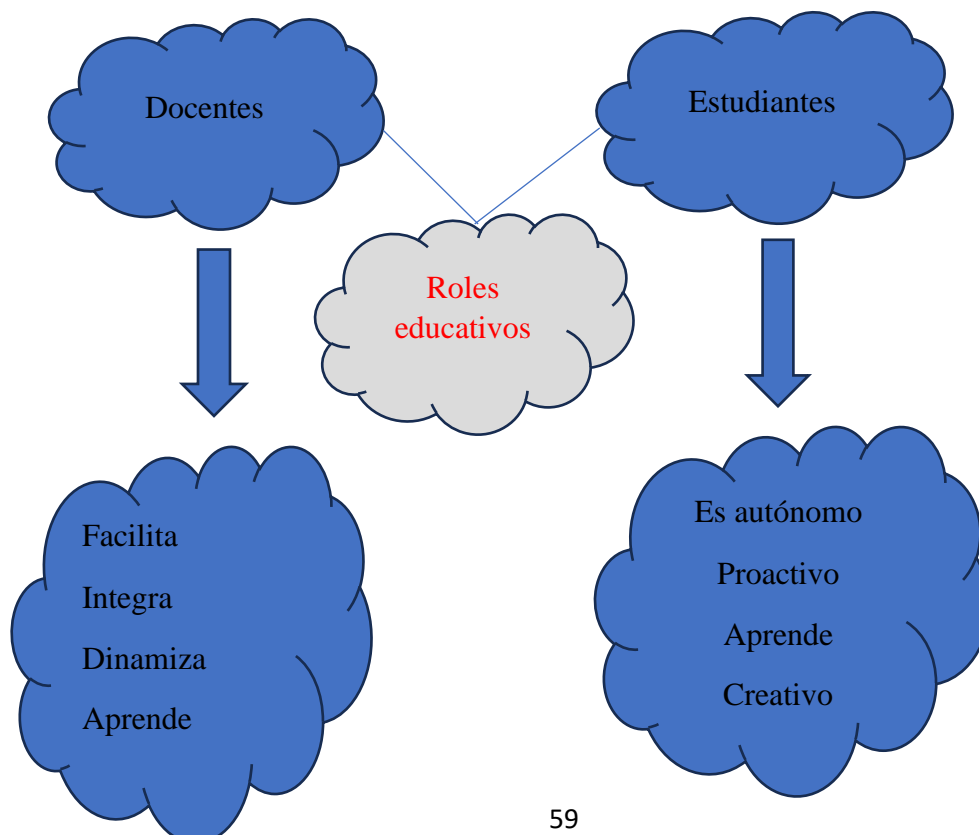 Docentes
Estudiantes
Roles
educativos
Facilita
Integra
Dinamiza
Aprende
Es autónomo
Proactivo
Aprende
Creativo
59